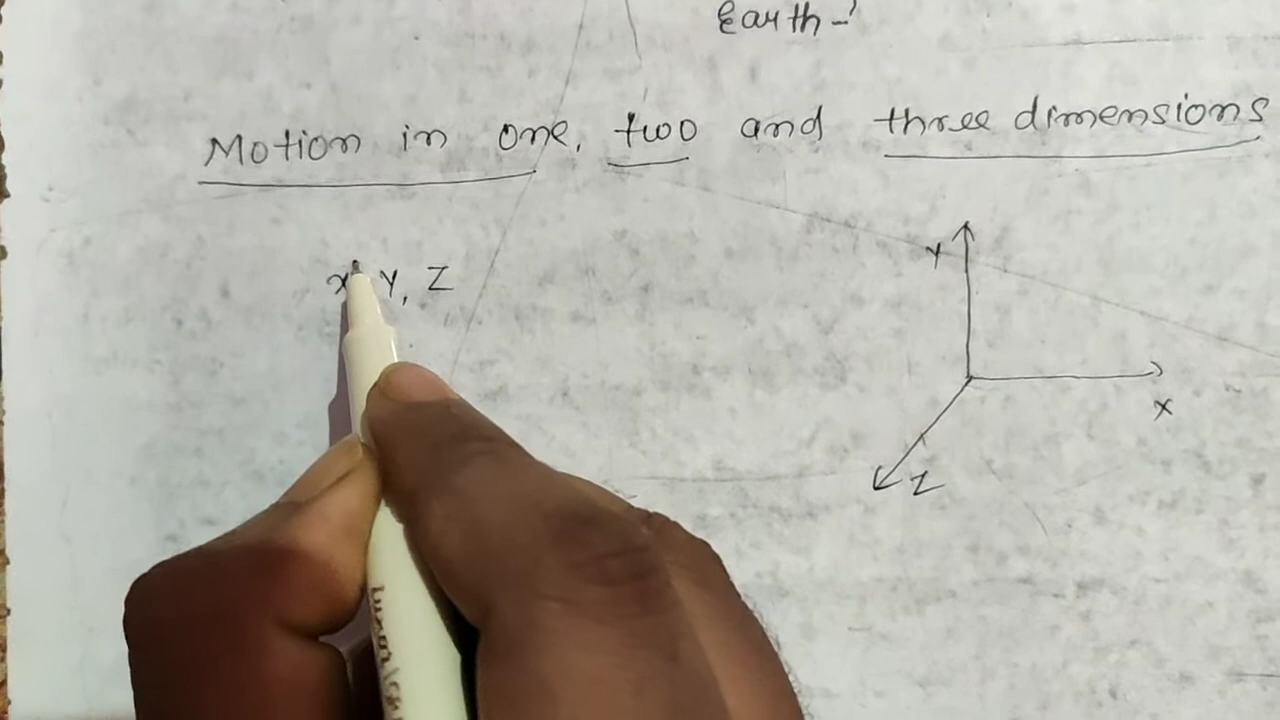 Earth -
Motion in one, two and three dimensions
x, Y, Z
Y
X
Z